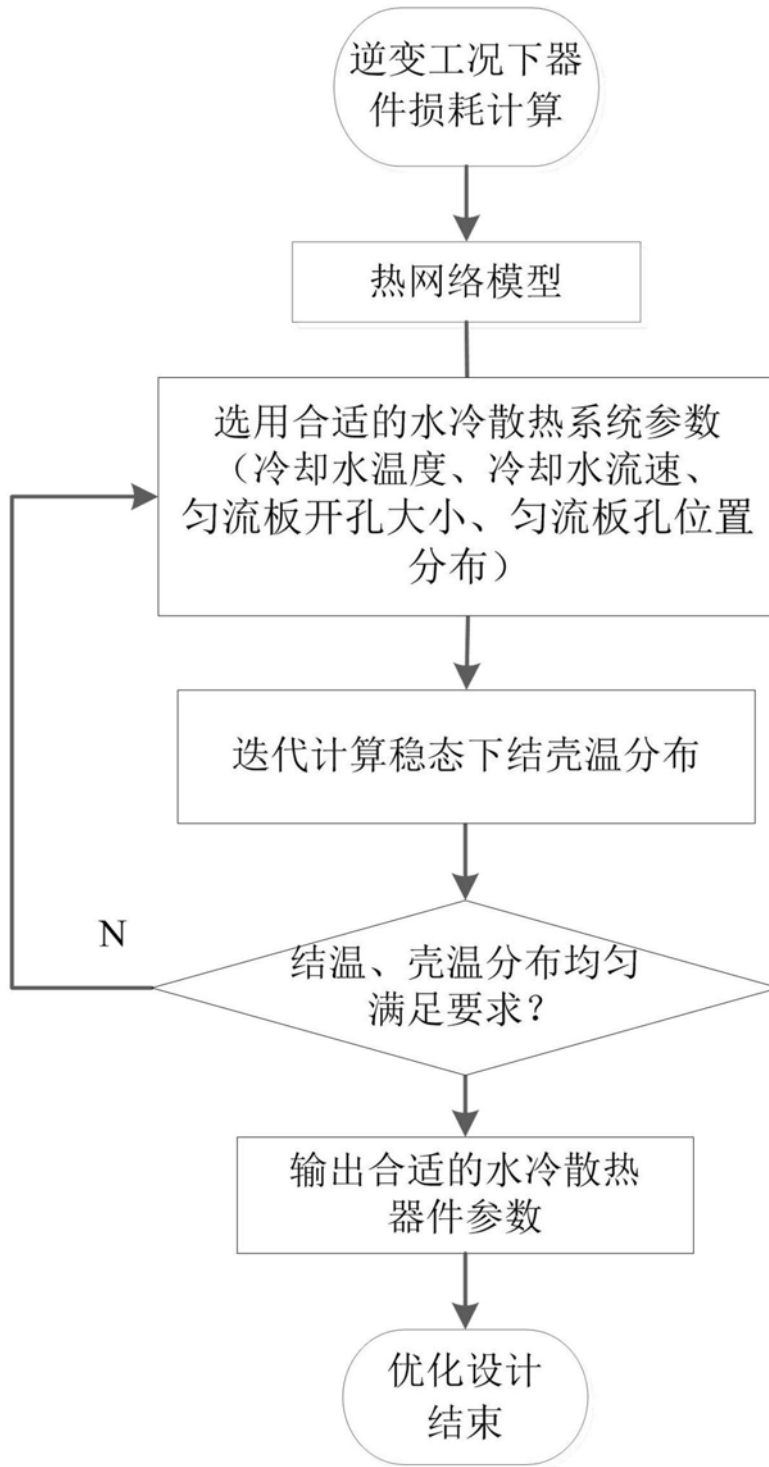 逆变工况下器
件损耗计算
热网络模型
选用合适的水冷散热系统参数
（冷却水温度、冷却水流速、
匀流板开孔大小、匀流板孔位置
分布）
迭代计算稳态下结壳温分布
N
结温、壳温分布均匀
满足要求？
输出合适的水冷散热
器件参数
优化设计
结束